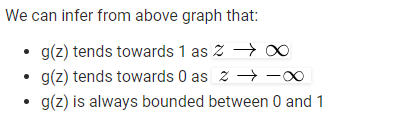 We can infer from above graph that:
• g(z) tends towards 1 as z → ∞
• g(z) tends towards 0 as z → −∞
• g(z) is always bounded between 0 and 1